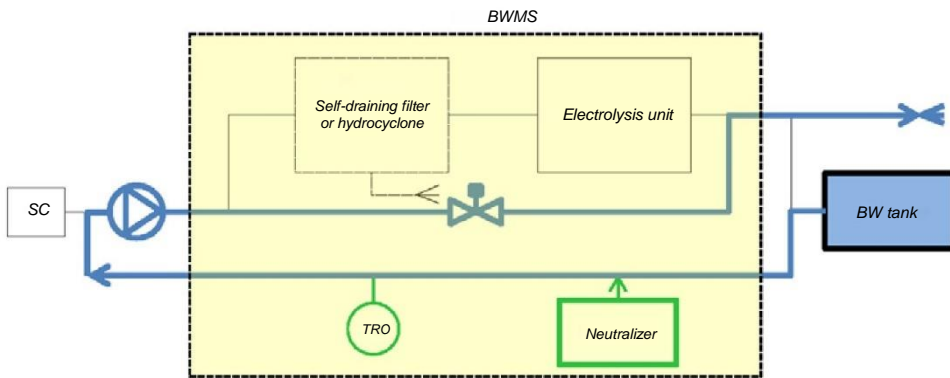 BWMS
Self-draining filter
or hydrocyclone
Electrolysis unit
SC
BW tank
TRO
Neutralizer